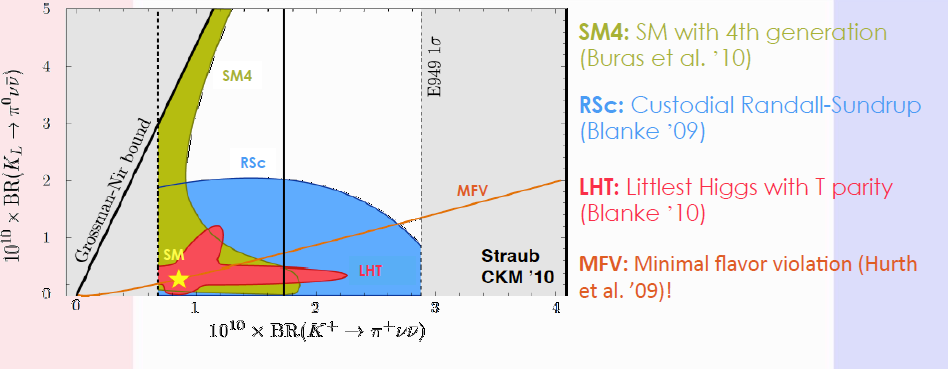 5
4
3
2
1
0
10¹⁰ × BR(K_L → π⁰νν̄)
Grossman-Nir bound
SM4
RSc
SM
LHT
MFV
E949 1σ
Straub
CKM '10
0
1
2
3
4
10¹⁰ × BR(K⁺ → π⁺νν̄)
SM4: SM with 4th generation
(Buras et al. '10)
RSc: Custodial Randall-Sundrup
(Blanke '09)
LHT: Littlest Higgs with T parity
(Blanke '10)
MFV: Minimal flavor violation (Hurth
et al. '09)!